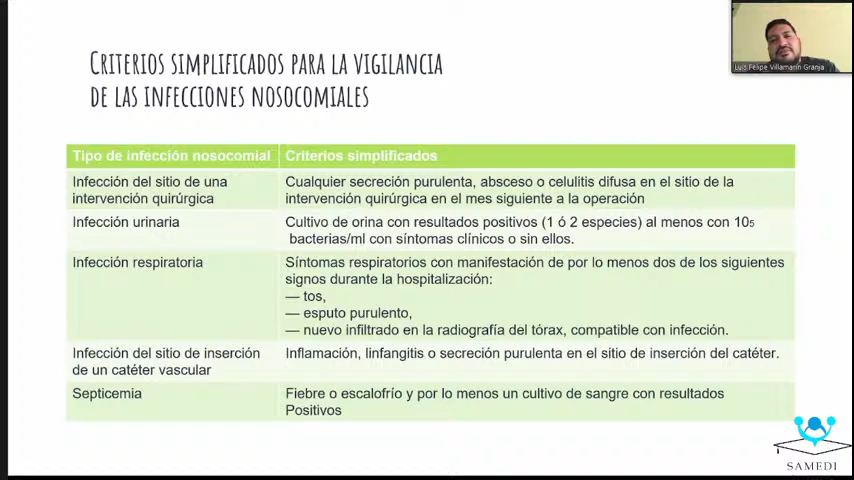 Criterios simplificados para la vigilancia
de las infecciones nosocomiales
Luis Felipe Villamarin Granja
Tipo de infección nosocomial
Criterios simplificados
Infección del sitio de una
intervención quirúrgica
Cualquier secreción purulenta, absceso o celulitis difusa en el sitio de la
intervención quirúrgica en el mes siguiente a la operación
Infección urinaria
Cultivo de orina con resultados positivos (1 ó 2 especies) al menos con 105
bacterias/ml con síntomas clínicos o sin ellos.
Infección respiratoria
Síntomas respiratorios con manifestación de por lo menos dos de los siguientes
signos durante la hospitalización:
— tos,
— esputo purulento,
— nuevo infiltrado en la radiografía del tórax, compatible con infección.
Infección del sitio de inserción
de un catéter vascular
Inflamación, linfangitis o secreción purulenta en el sitio de inserción del catéter.
Septicemia
Fiebre o escalofrío y por lo menos un cultivo de sangre con resultados
Positivos
SAMEDI